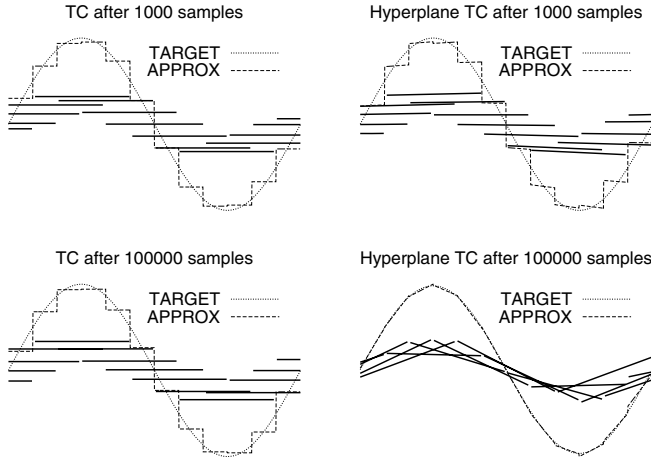 TC after 1000 samples
TARGET
APPROX
Hyperplane TC after 1000 samples
TARGET
APPROX
TC after 100000 samples
TARGET
APPROX
Hyperplane TC after 100000 samples
TARGET
APPROX